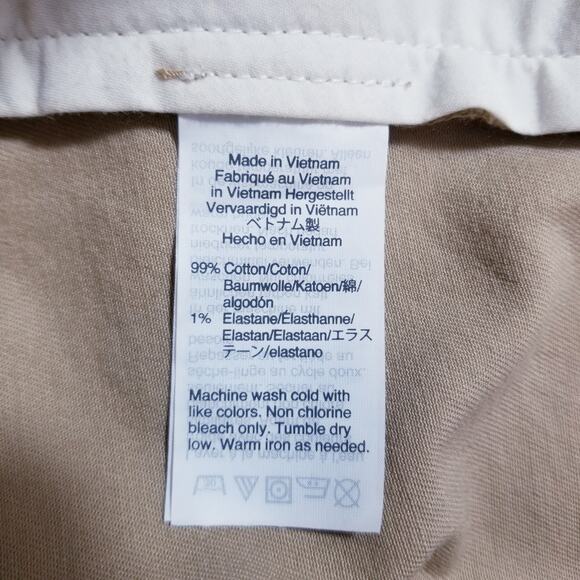 Made in Vietnam
Fabriqué au Vietnam
in Vietnam Hergestellt
Vervaardigd in Viëtnam
ベトナム製
Hecho en Vietnam
99% Cotton/Coton/
Baumwolle/Katoen/綿/
algodón
1% Elastane/Élasthanne/
Elastan/Elastaan/エラス
テーン/elastano
Machine wash cold with
like colors. Non chlorine
bleach only. Tumble dry
low. Warm iron as needed.